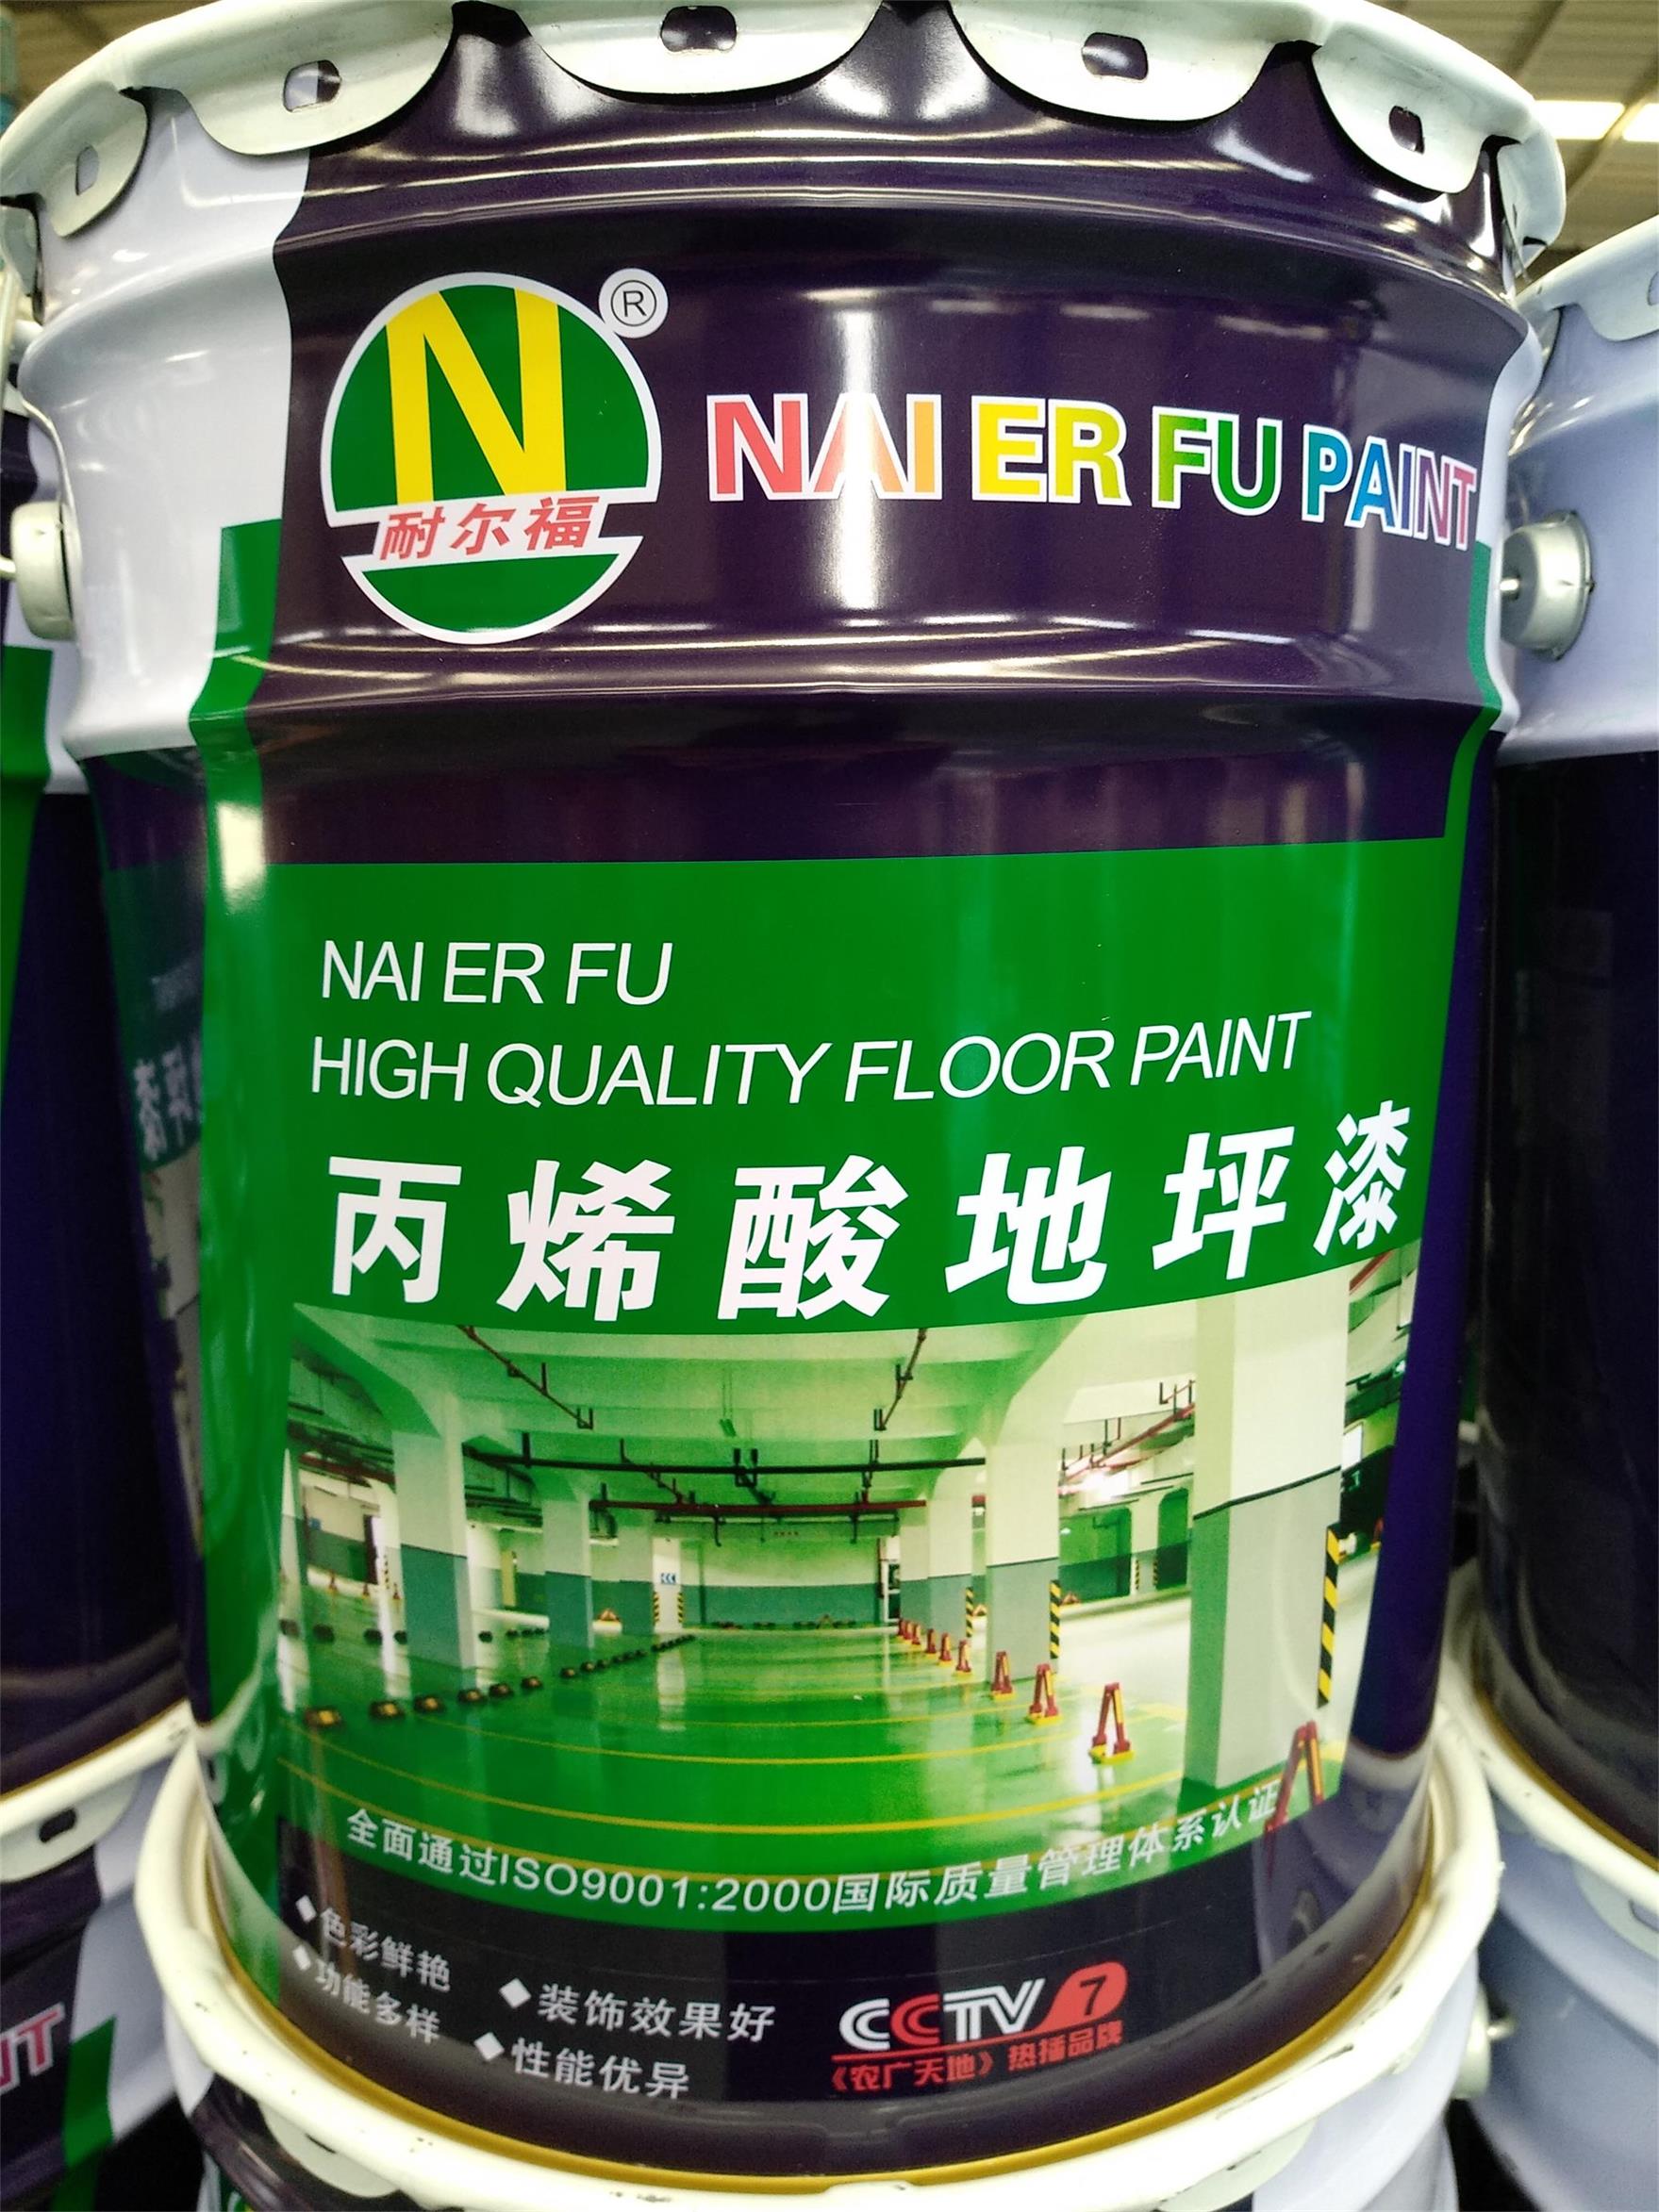 N
®
耐尔福
NAI ER FU PAINT
NAI ER FU
HIGH QUALITY FLOOR PAINT
丙烯酸地坪漆
全面通过ISO9001:2000国际质量管理体系认证
◆色彩鲜艳
◆装饰效果好
◆功能多样
◆性能优异
CCTV 7
《农广天地》热播品牌
NT